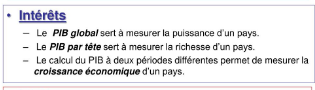 • Intérêts
– Le PIB global sert à mesurer la puissance d'un pays.
– Le PIB par tête sert à mesurer la richesse d'un pays.
– Le calcul du PIB à deux périodes différentes permet de mesurer la
croissance économique d'un pays.